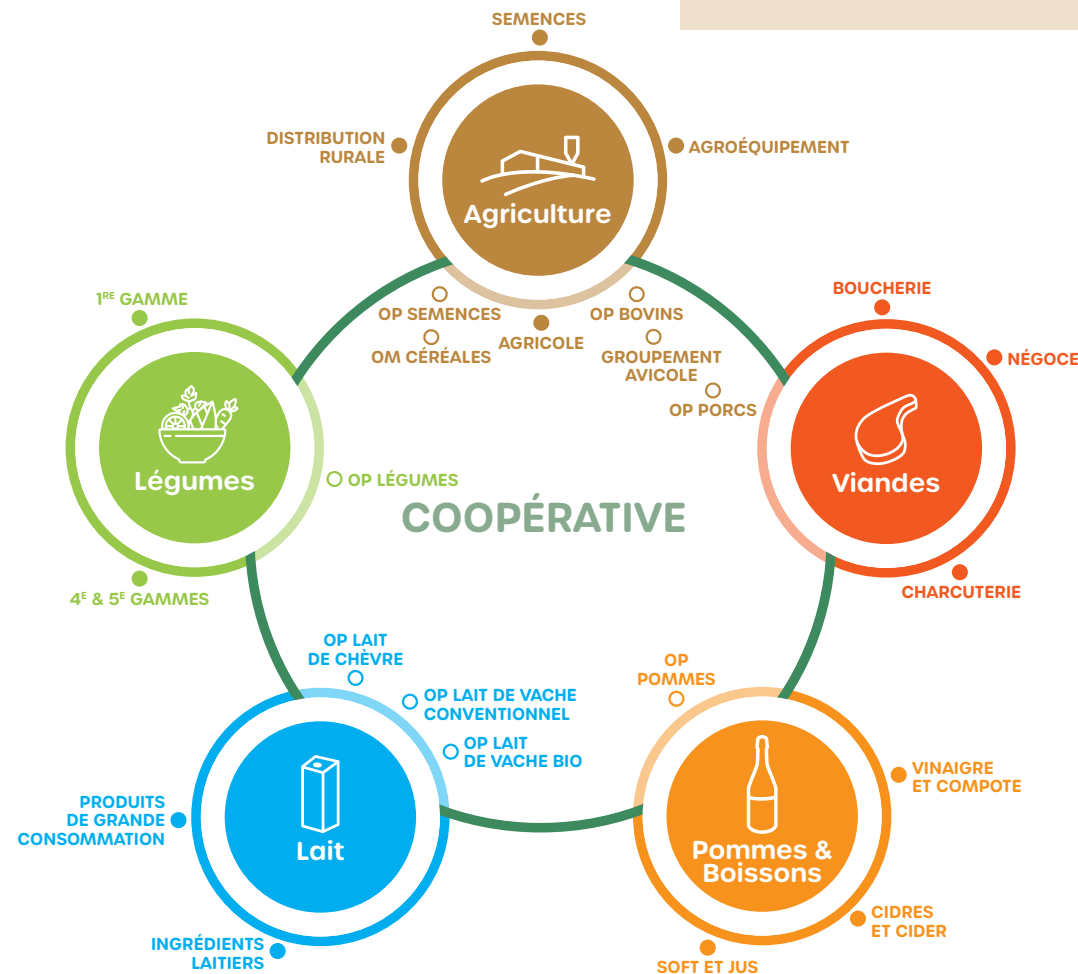 SEMENCES
DISTRIBUTION
RURALE
AGROÉQUIPEMENT
Agriculture
OP SEMENCES
OM CÉRÉALES
AGRICOLE
OP BOVINS
GROUPEMENT
AVICOLE
OP PORCS
1RE GAMME
Légumes
OP LÉGUMES
4E & 5E GAMMES
BOUCHERIE
NÉGOCE
Viandes
CHARCUTERIE
COOPÉRATIVE
OP LAIT
DE CHÈVRE
OP LAIT DE VACHE
CONVENTIONNEL
OP LAIT
DE VACHE BIO
PRODUITS
DE GRANDE
CONSOMMATION
Lait
INGRÉDIENTS
LAITIERS
OP
POMMES
VINAIGRE
ET COMPOTE
Pommes &
Boissons
CIDRES
ET CIDER
SOFT ET JUS